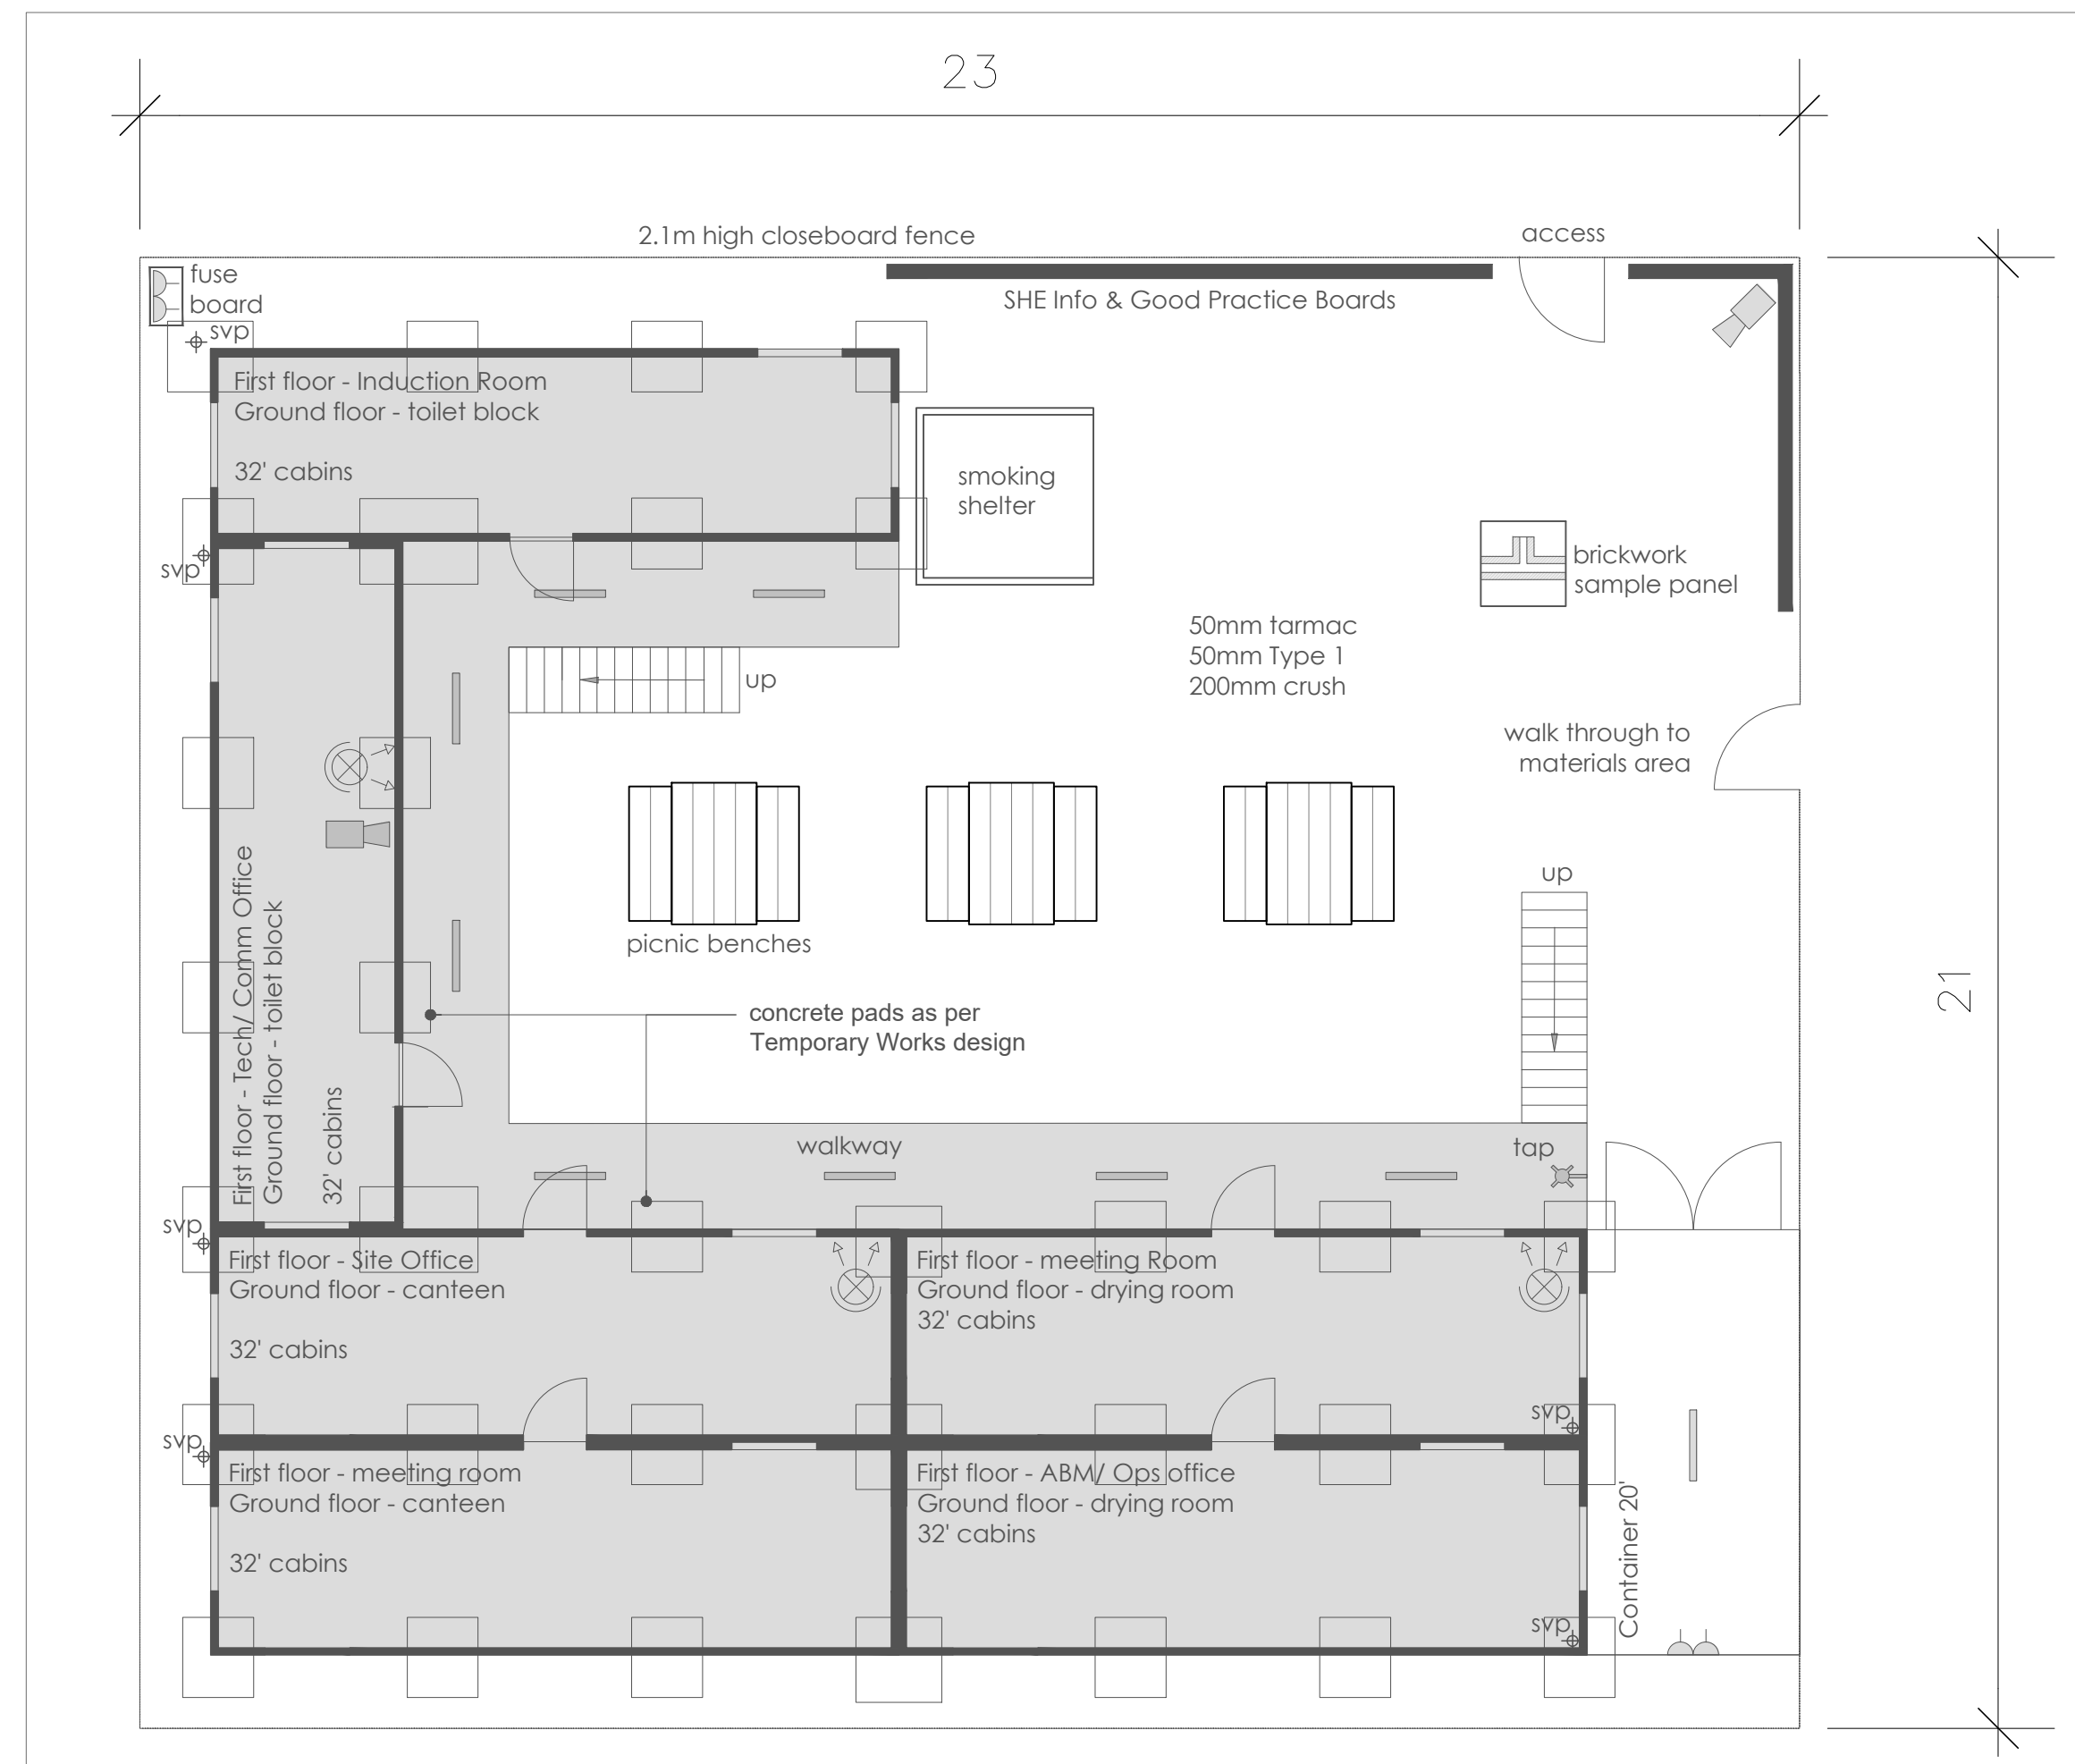 23
2.1m high closeboard fence
access
fuse
board
svp
SHE Info & Good Practice Boards
First floor - Induction Room
Ground floor - toilet block
32' cabins
smoking
shelter
svp
brickwork
sample panel
50mm tarmac
50mm Type 1
200mm crush
up
walk through to
materials area
First floor - Tech/ Comm Office
Ground floor - toilet block
32' cabins
up
picnic benches
21
concrete pads as per
Temporary Works design
walkway
tap
svp
First floor - Site Office
Ground floor - canteen
32' cabins
First floor - meeting Room
Ground floor - drying room
32' cabins
svp
svp
First floor - meeting room
Ground floor - canteen
32' cabins
First floor - ABM/ Ops office
Ground floor - drying room
32' cabins
svp
Container 20'